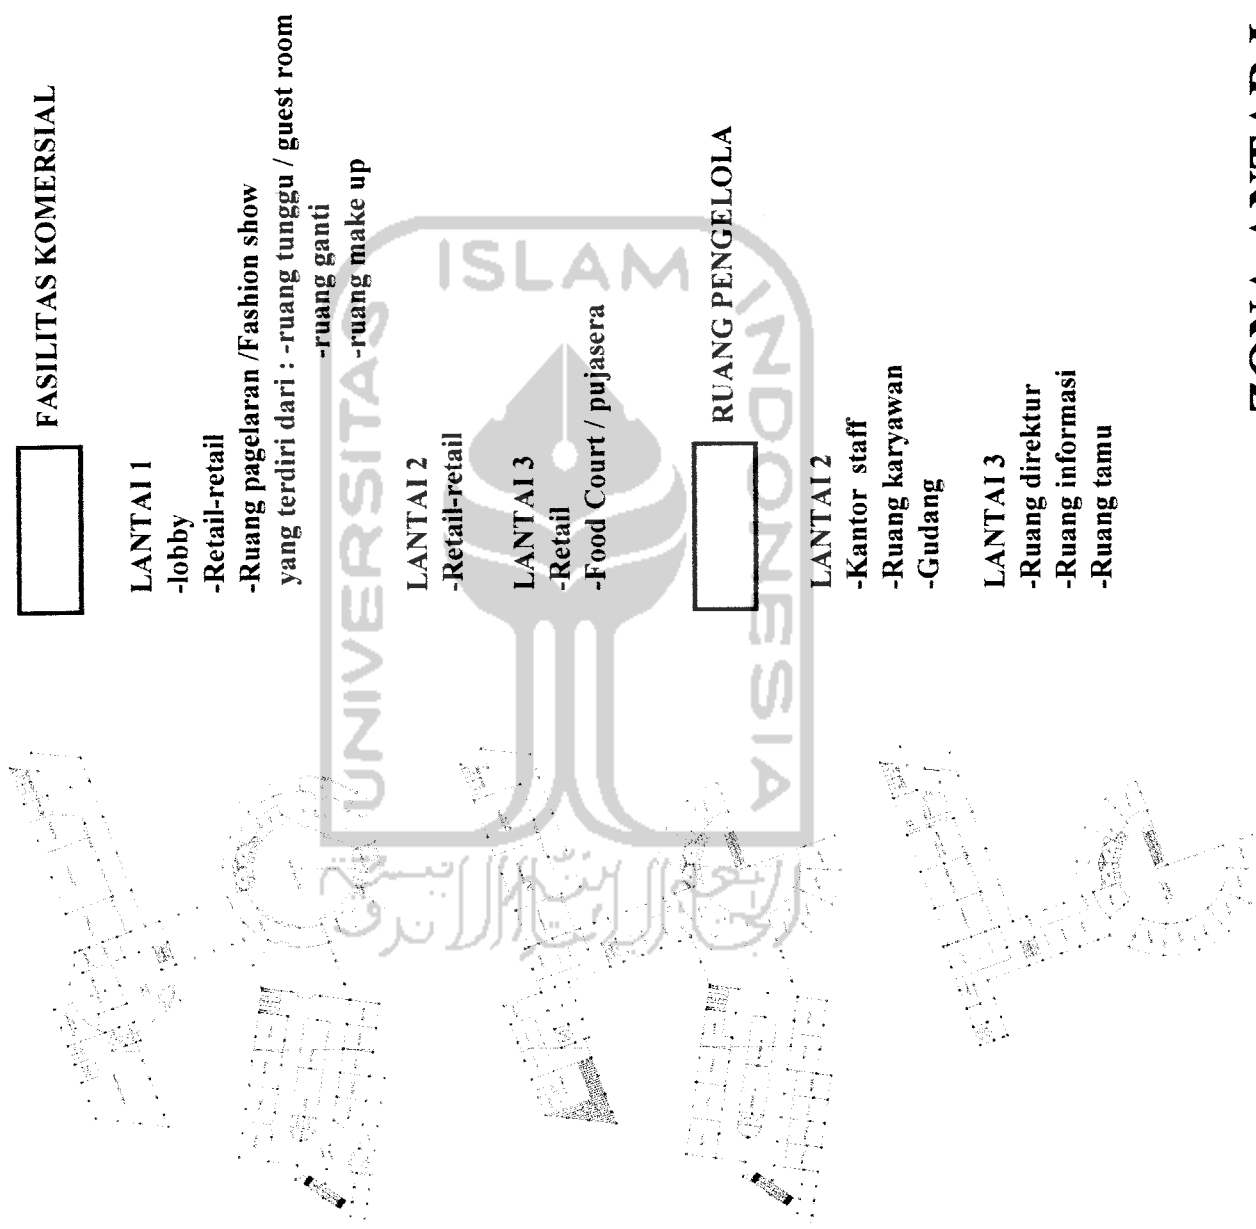 FASILITAS KOMERSIAL
LANTAI 1
-lobby
-Retail-retail
-Ruang pagelaran /Fashion show
yang terdiri dari : -ruang tunggu / guest room
-ruang ganti
-ruang make up
LANTAI 2
-Retail-retail
LANTAI 3
-Retail
-Food Court / pujasera
RUANG PENGELOLA
LANTAI 2
-Kantor staff
-Ruang karyawan
-Gudang
LANTAI 3
-Ruang direktur
-Ruang informasi
-Ruang tamu
UNIVERSITAS
ISLAM
INDONESIA